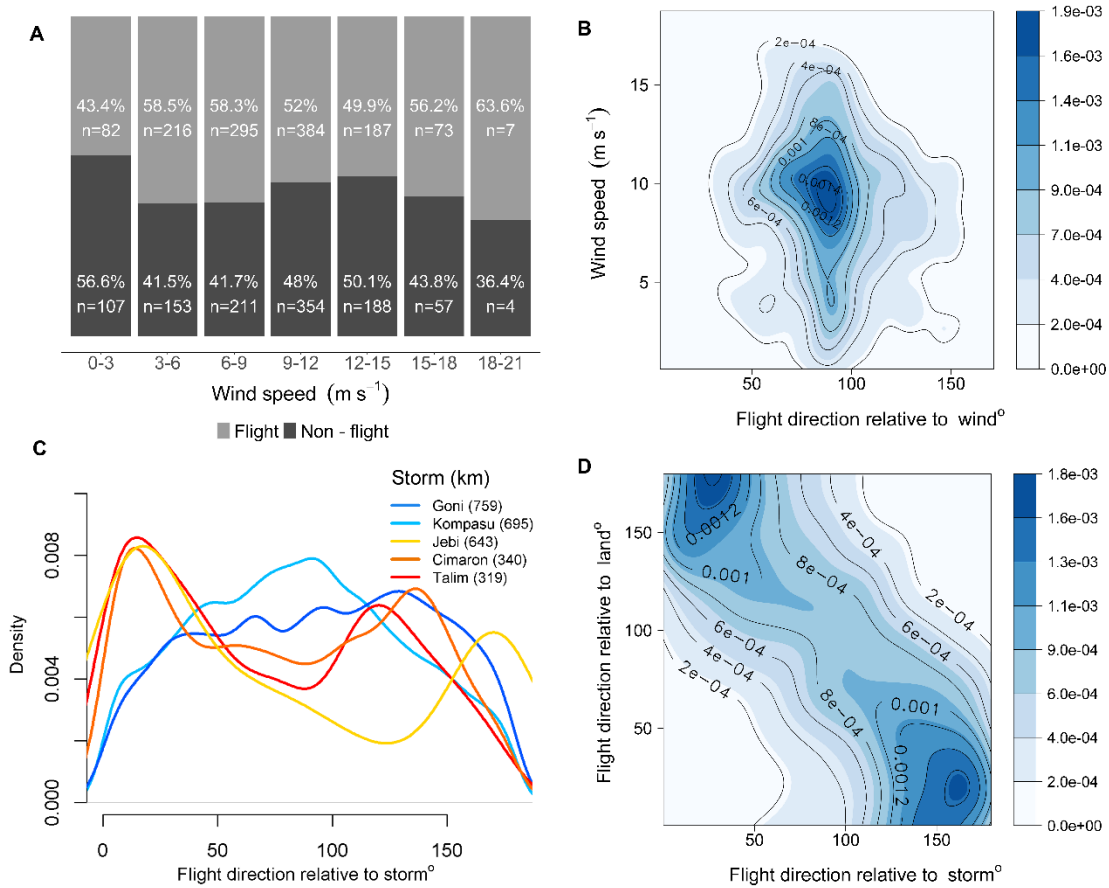 A
43.4% 58.5% 58.3% 52% 49.9% 56.2% 63.6%
n=82 n=216 n=295 n=384 n=187 n=73 n=7
56.6% 41.5% 41.7% 48% 50.1% 43.8% 36.4%
n=107 n=153 n=211 n=354 n=188 n=57 n=4
0-3 3-6 6-9 9-12 12-15 15-18 18-21
Wind speed (m s⁻¹)
Flight Non - flight
B
Wind speed (m s⁻¹)
15
10
5
2e-04
4e-04
8e-04
0.001
0.0014
0.0012
6e-04
50 100 150
Flight direction relative to wind°
1.9e-03
1.6e-03
1.4e-03
1.2e-03
9.0e-04
7.0e-04
4.0e-04
2.0e-04
0.0e+00
C
Storm (km)
Goni (759)
Kompasu (695)
Jebi (643)
Cimaron (340)
Talim (319)
Density
0.008
0.004
0.000
0 50 100 150
Flight direction relative to storm°
D
Flight direction relative to land°
150
100
50
0.0012
0.001
4e-04
8e-04
2e-04
6e-04
6e-04
4e-04
2e-04
8e-04
0.001
0.0012
50 100 150
Flight direction relative to storm°
1.8e-03
1.6e-03
1.3e-03
1.1e-03
9.0e-04
6.0e-04
4.0e-04
2.0e-04
0.0e+00